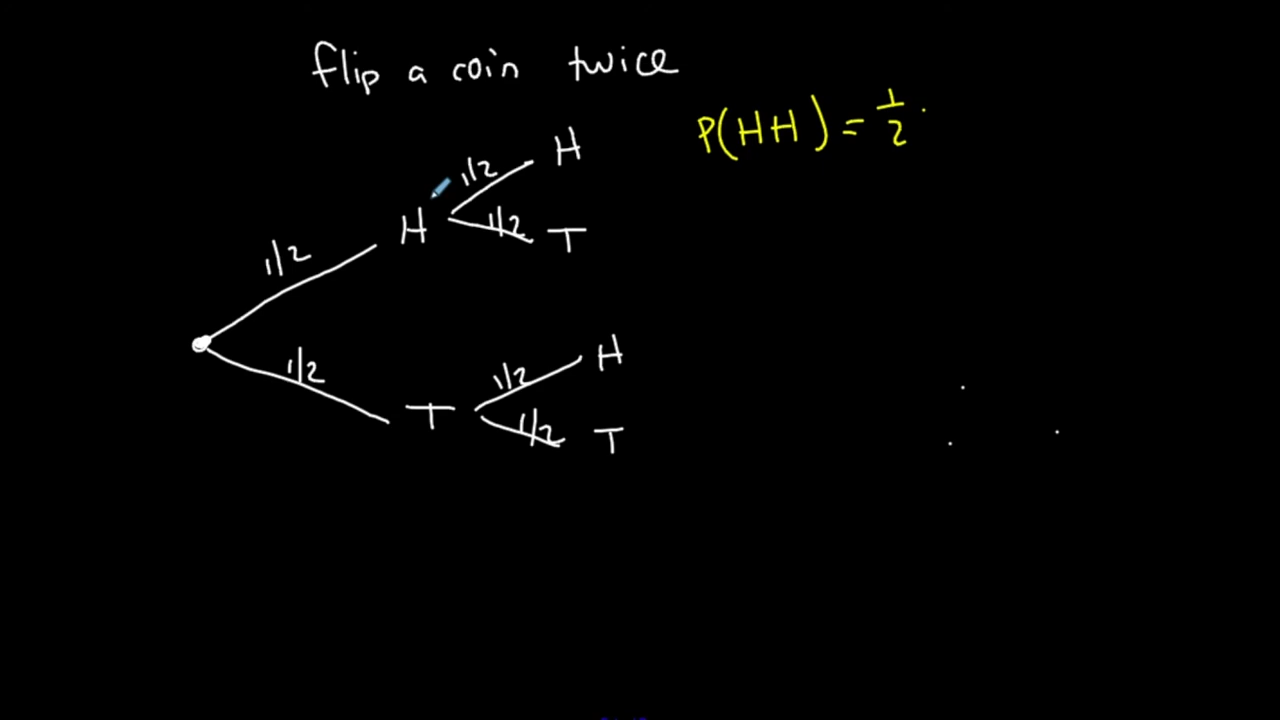 flip a coin twice
P(HH) = 1/2 ·
1/2 H
1/2 H 1/2 T
1/2 T 1/2 H
1/2 T